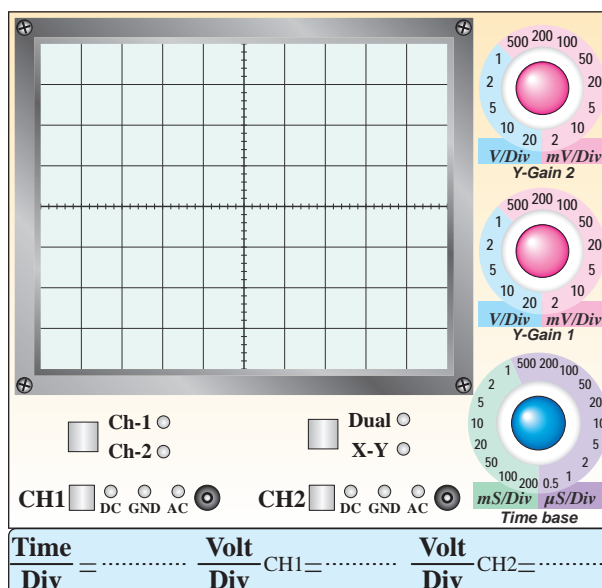 500 200 100
1 50
2 20
5 10
10 5
20 2
V/Div mV/Div
Y-Gain 2
500 200 100
1 50
2 20
5 10
10 5
20 2
V/Div mV/Div
Y-Gain 1
1 500 200 100
2 50
5 20
10 10
20 5
50 2
100 200 0.5 1
mS/Div µS/Div
Time base
Ch-1
Ch-2
Dual
X-Y
CH1 DC GND AC
CH2 DC GND AC
Time/Div = ............ Volt/Div CH1= ............ Volt/Div CH2= ............